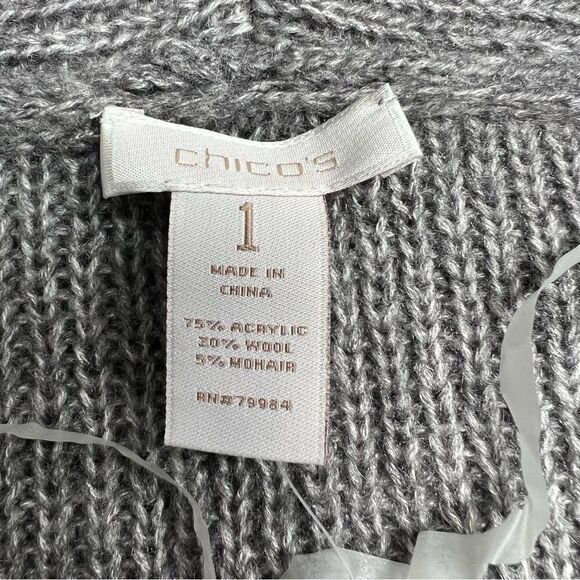 chico's
1
MADE IN
CHINA
75% ACRYLIC
20% WOOL
5% MOHAIR
RN#79984